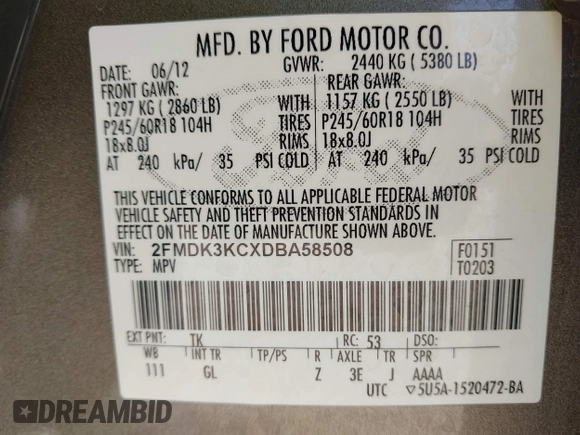 MFD. BY FORD MOTOR CO.
DATE: 06/12 GVWR: 2440 KG ( 5380 LB)
FRONT GAWR: REAR GAWR:
1297 KG ( 2860 LB) WITH 1157 KG ( 2550 LB) WITH
P245/60R18 104H TIRES P245/60R18 104H TIRES
18x8.0J RIMS 18x8.0J RIMS
AT 240 kPa/ 35 PSI COLD AT 240 kPa/ 35 PSI COLD
THIS VEHICLE CONFORMS TO ALL APPLICABLE FEDERAL MOTOR
VEHICLE SAFETY AND THEFT PREVENTION STANDARDS IN
EFFECT ON THE DATE OF MANUFACTURE SHOWN ABOVE.
VIN: 2FMDK3KCXDBA58508 F0151
TYPE: MPV T0203
EXT PNT: TK RC: 53 DSO:
WB INT TR TP/PS R AXLE TR SPR
111 GL Z 3E J AAAA
UTC ▽5U5A-1520472-BA
DREAMBID